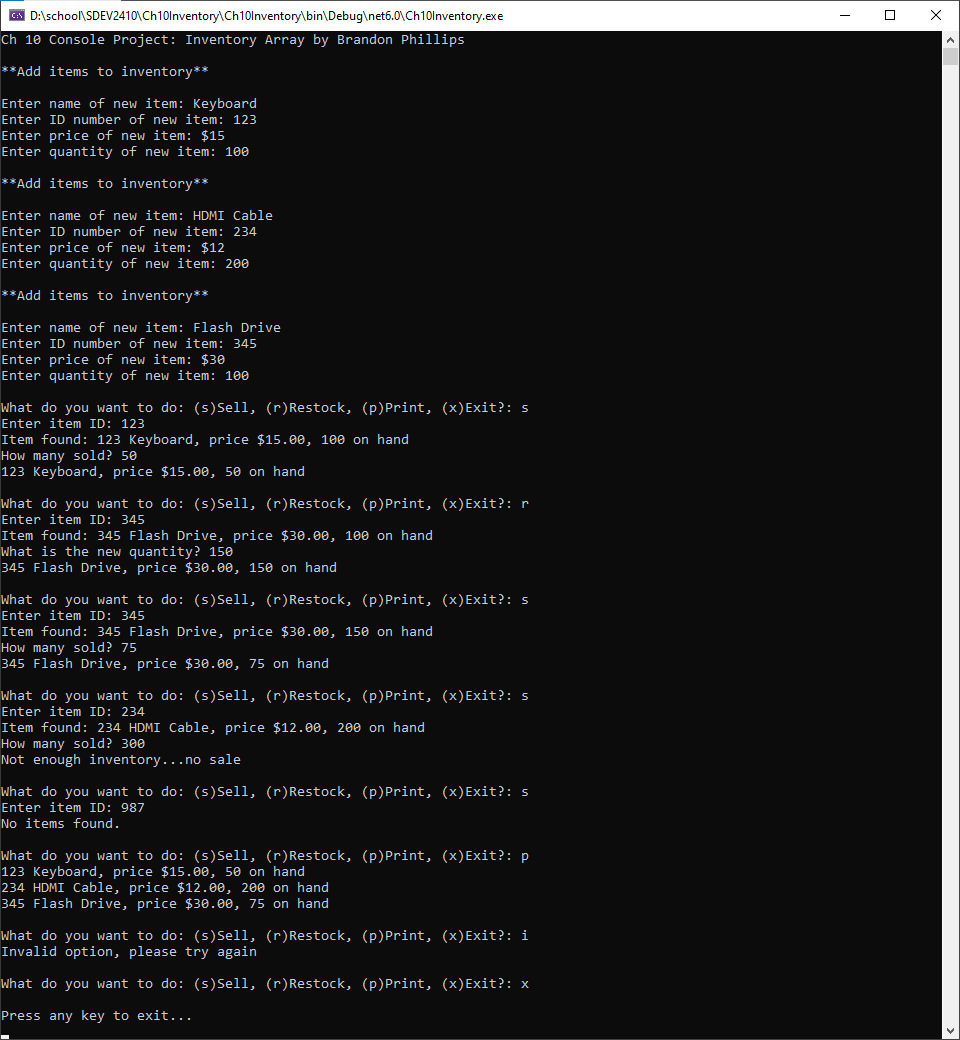 D:\school\SDEV2410\Ch10Inventory\Ch10Inventory\bin\Debug\net6.0\Ch10Inventory.exe
Ch 10 Console Project: Inventory Array by Brandon Phillips
**Add items to inventory**
Enter name of new item: Keyboard
Enter ID number of new item: 123
Enter price of new item: $15
Enter quantity of new item: 100
**Add items to inventory**
Enter name of new item: HDMI Cable
Enter ID number of new item: 234
Enter price of new item: $12
Enter quantity of new item: 200
**Add items to inventory**
Enter name of new item: Flash Drive
Enter ID number of new item: 345
Enter price of new item: $30
Enter quantity of new item: 100
What do you want to do: (s)Sell, (r)Restock, (p)Print, (x)Exit?: s
Enter item ID: 123
Item found: 123 Keyboard, price $15.00, 100 on hand
How many sold? 50
123 Keyboard, price $15.00, 50 on hand
What do you want to do: (s)Sell, (r)Restock, (p)Print, (x)Exit?: r
Enter item ID: 345
Item found: 345 Flash Drive, price $30.00, 100 on hand
What is the new quantity? 150
345 Flash Drive, price $30.00, 150 on hand
What do you want to do: (s)Sell, (r)Restock, (p)Print, (x)Exit?: s
Enter item ID: 345
Item found: 345 Flash Drive, price $30.00, 150 on hand
How many sold? 75
345 Flash Drive, price $30.00, 75 on hand
What do you want to do: (s)Sell, (r)Restock, (p)Print, (x)Exit?: s
Enter item ID: 234
Item found: 234 HDMI Cable, price $12.00, 200 on hand
How many sold? 300
Not enough inventory...no sale
What do you want to do: (s)Sell, (r)Restock, (p)Print, (x)Exit?: s
Enter item ID: 987
No items found.
What do you want to do: (s)Sell, (r)Restock, (p)Print, (x)Exit?: p
123 Keyboard, price $15.00, 50 on hand
234 HDMI Cable, price $12.00, 200 on hand
345 Flash Drive, price $30.00, 75 on hand
What do you want to do: (s)Sell, (r)Restock, (p)Print, (x)Exit?: i
Invalid option, please try again
What do you want to do: (s)Sell, (r)Restock, (p)Print, (x)Exit?: x
Press any key to exit...